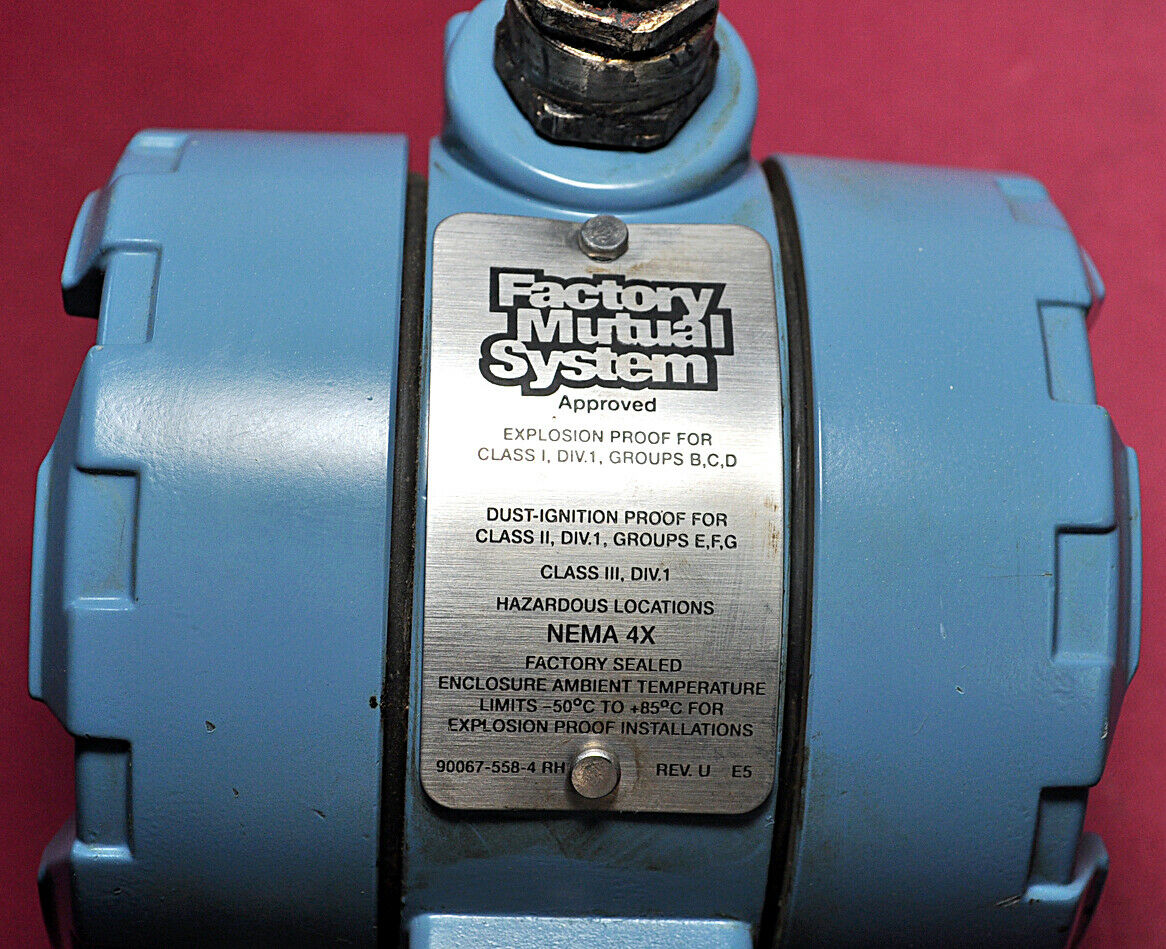 Factory
Mutual
System
Approved
EXPLOSION PROOF FOR
CLASS I, DIV.1, GROUPS B,C,D
DUST-IGNITION PROOF FOR
CLASS II, DIV.1, GROUPS E,F,G
CLASS III, DIV.1
HAZARDOUS LOCATIONS
NEMA 4X
FACTORY SEALED
ENCLOSURE AMBIENT TEMPERATURE
LIMITS -50°C TO +85°C FOR
EXPLOSION PROOF INSTALLATIONS
90067-558-4 RH REV. U E5